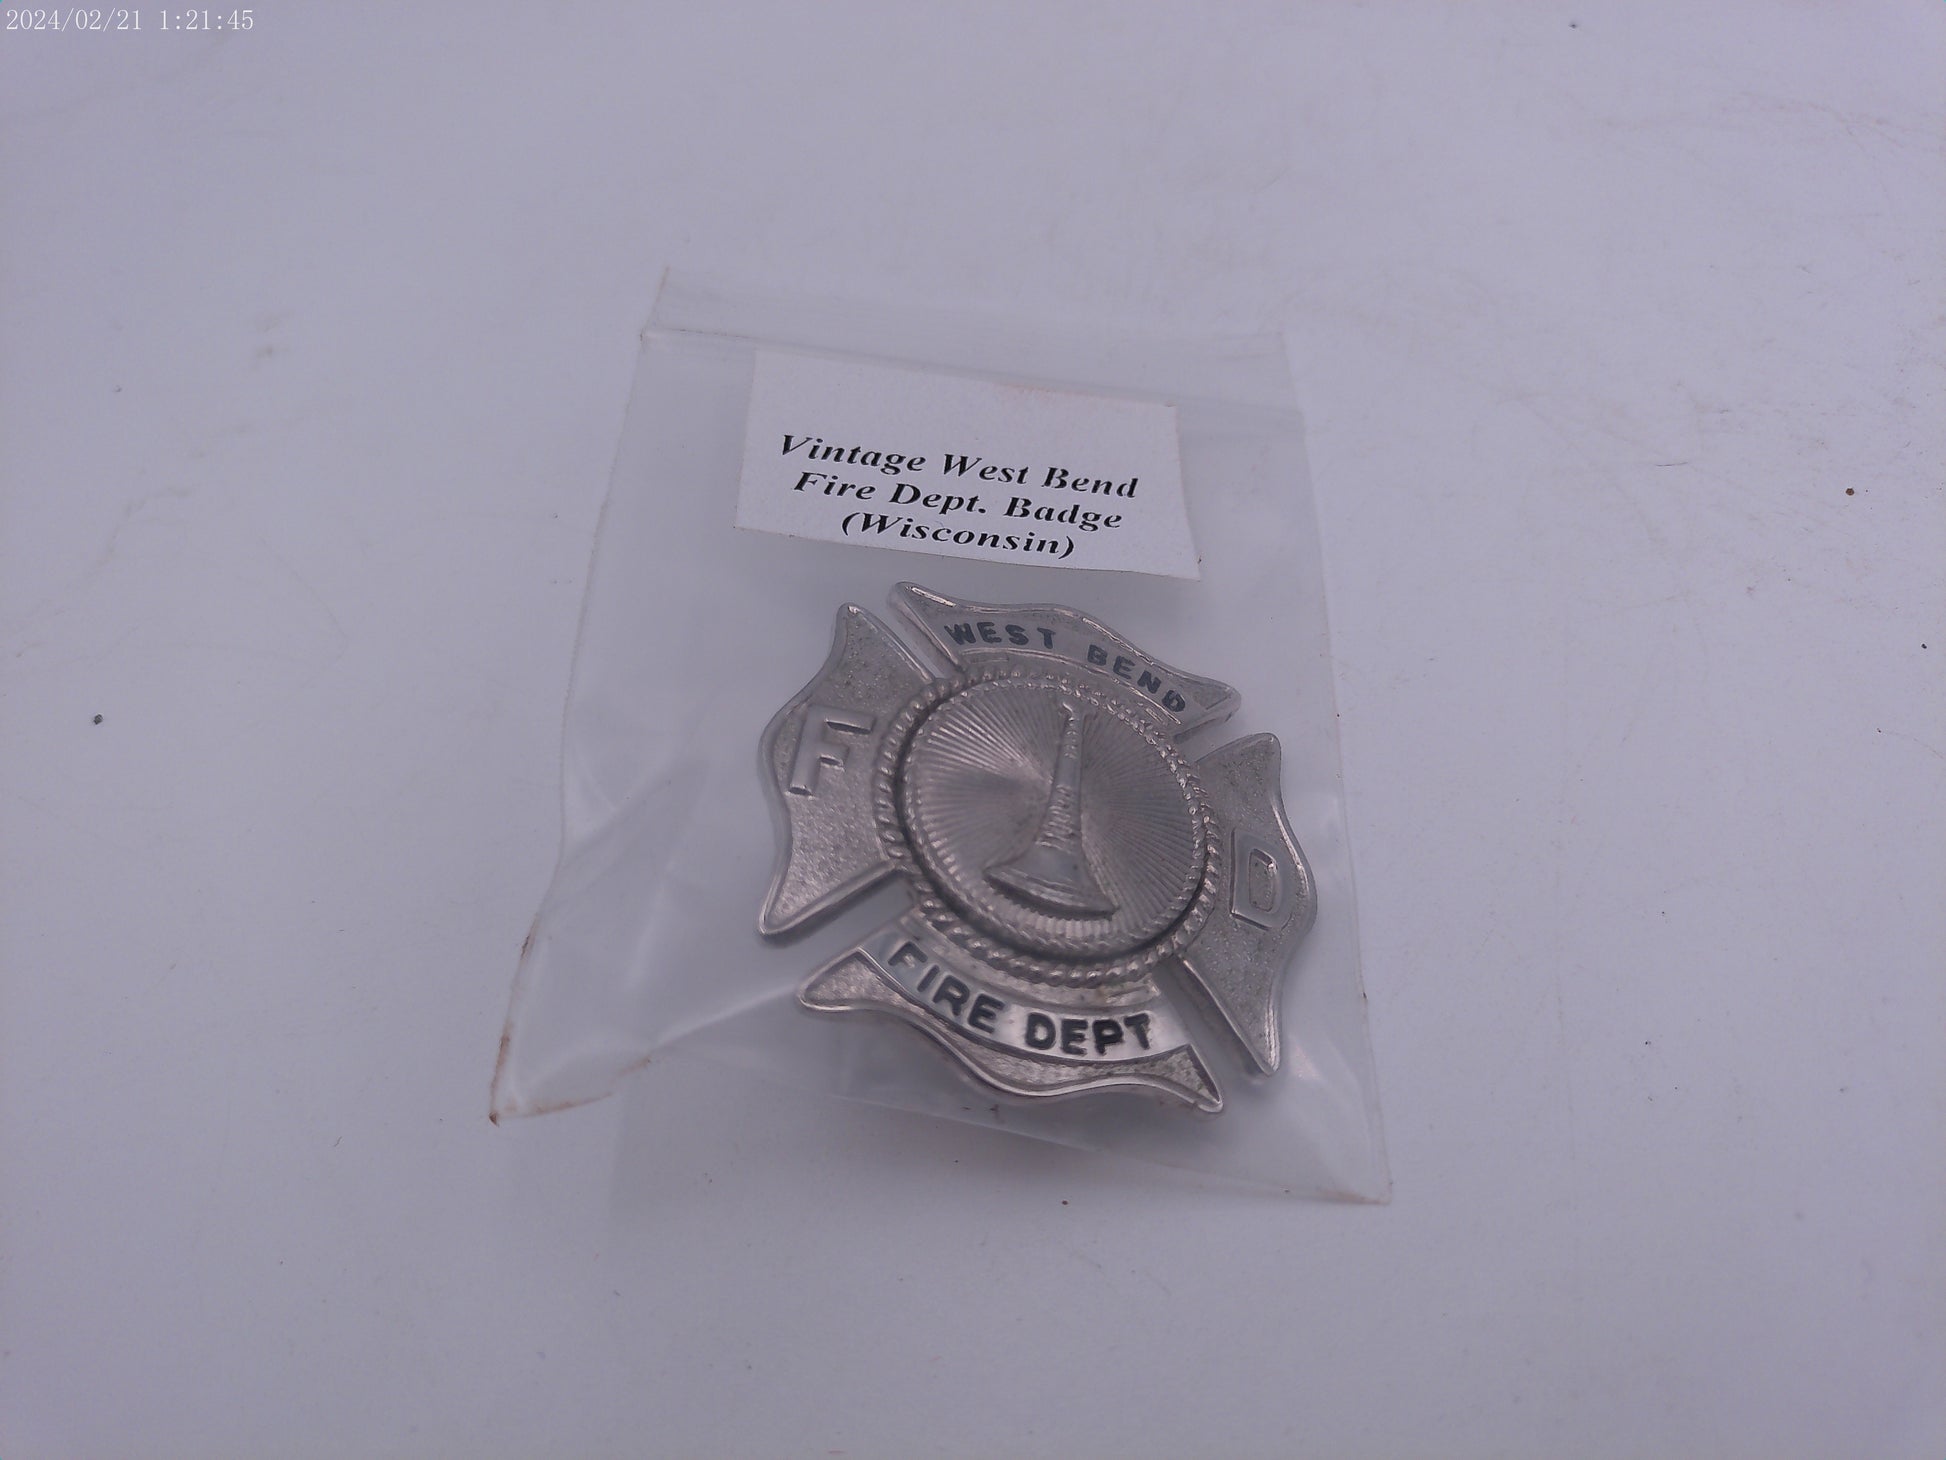 2024/02/21 1:21:45
Vintage West Bend
Fire Dept. Badge
(Wisconsin)
WEST BEND
F
D
FIRE DEPT